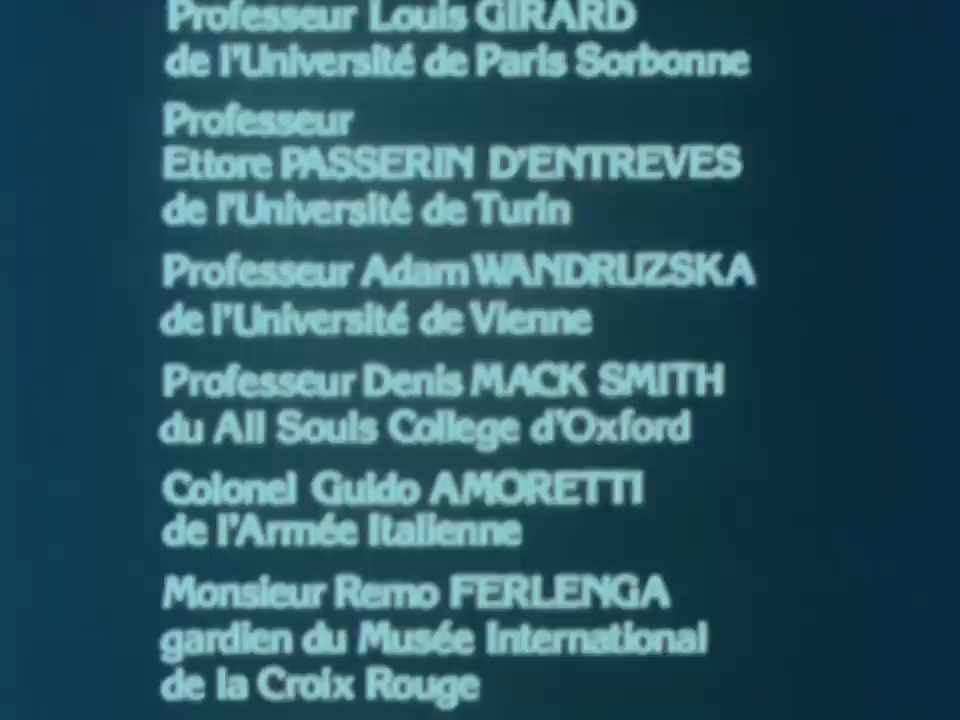 Professeur Louis GIRARD
de l'Université de Paris Sorbonne
Professeur
Ettore PASSERIN D'ENTREVES
de l'Université de Turin
Professeur Adam WANDRUZSKA
de l'Université de Vienne
Professeur Denis MACK SMITH
du All Souls College d'Oxford
Colonel Guido AMORETTI
de l'Armée Italienne
Monsieur Remo FERLENGA
gardien du Musée International
de la Croix Rouge